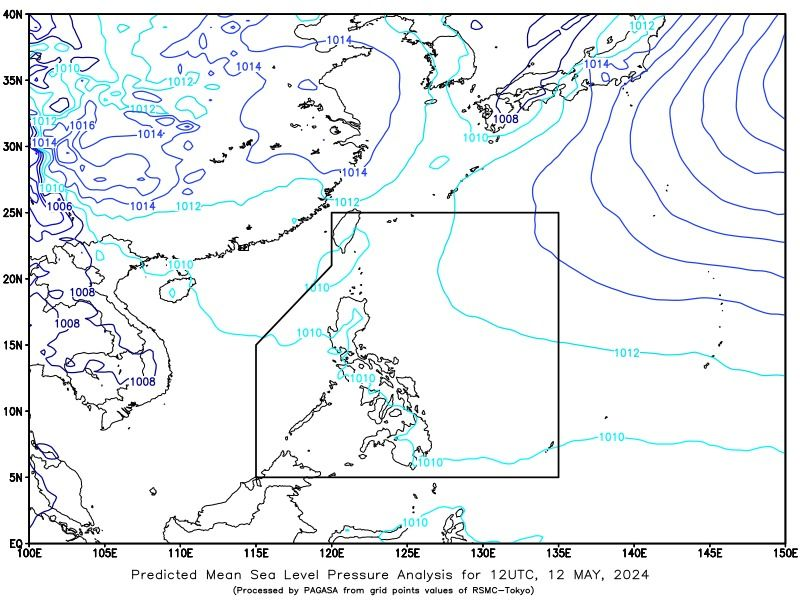 40N
1012
1014
1014
1014
1010
35N
1012
1012
1012
1008
1016
1014
1014
1010
30N
1014
1010
1014
1012
1012
1006
25N
1010
20N
1010
1008
1008
1010
15N
1012
1010
1008
10N
1010
1010
5N
1010
EQ
100E 105E 110E 115E 120E 125E 130E 135E 140E 145E 150E
Predicted Mean Sea Level Pressure Analysis for 12UTC, 12 MAY, 2024
(Processed by PAGASA from grid points values of RSMC-Tokyo)